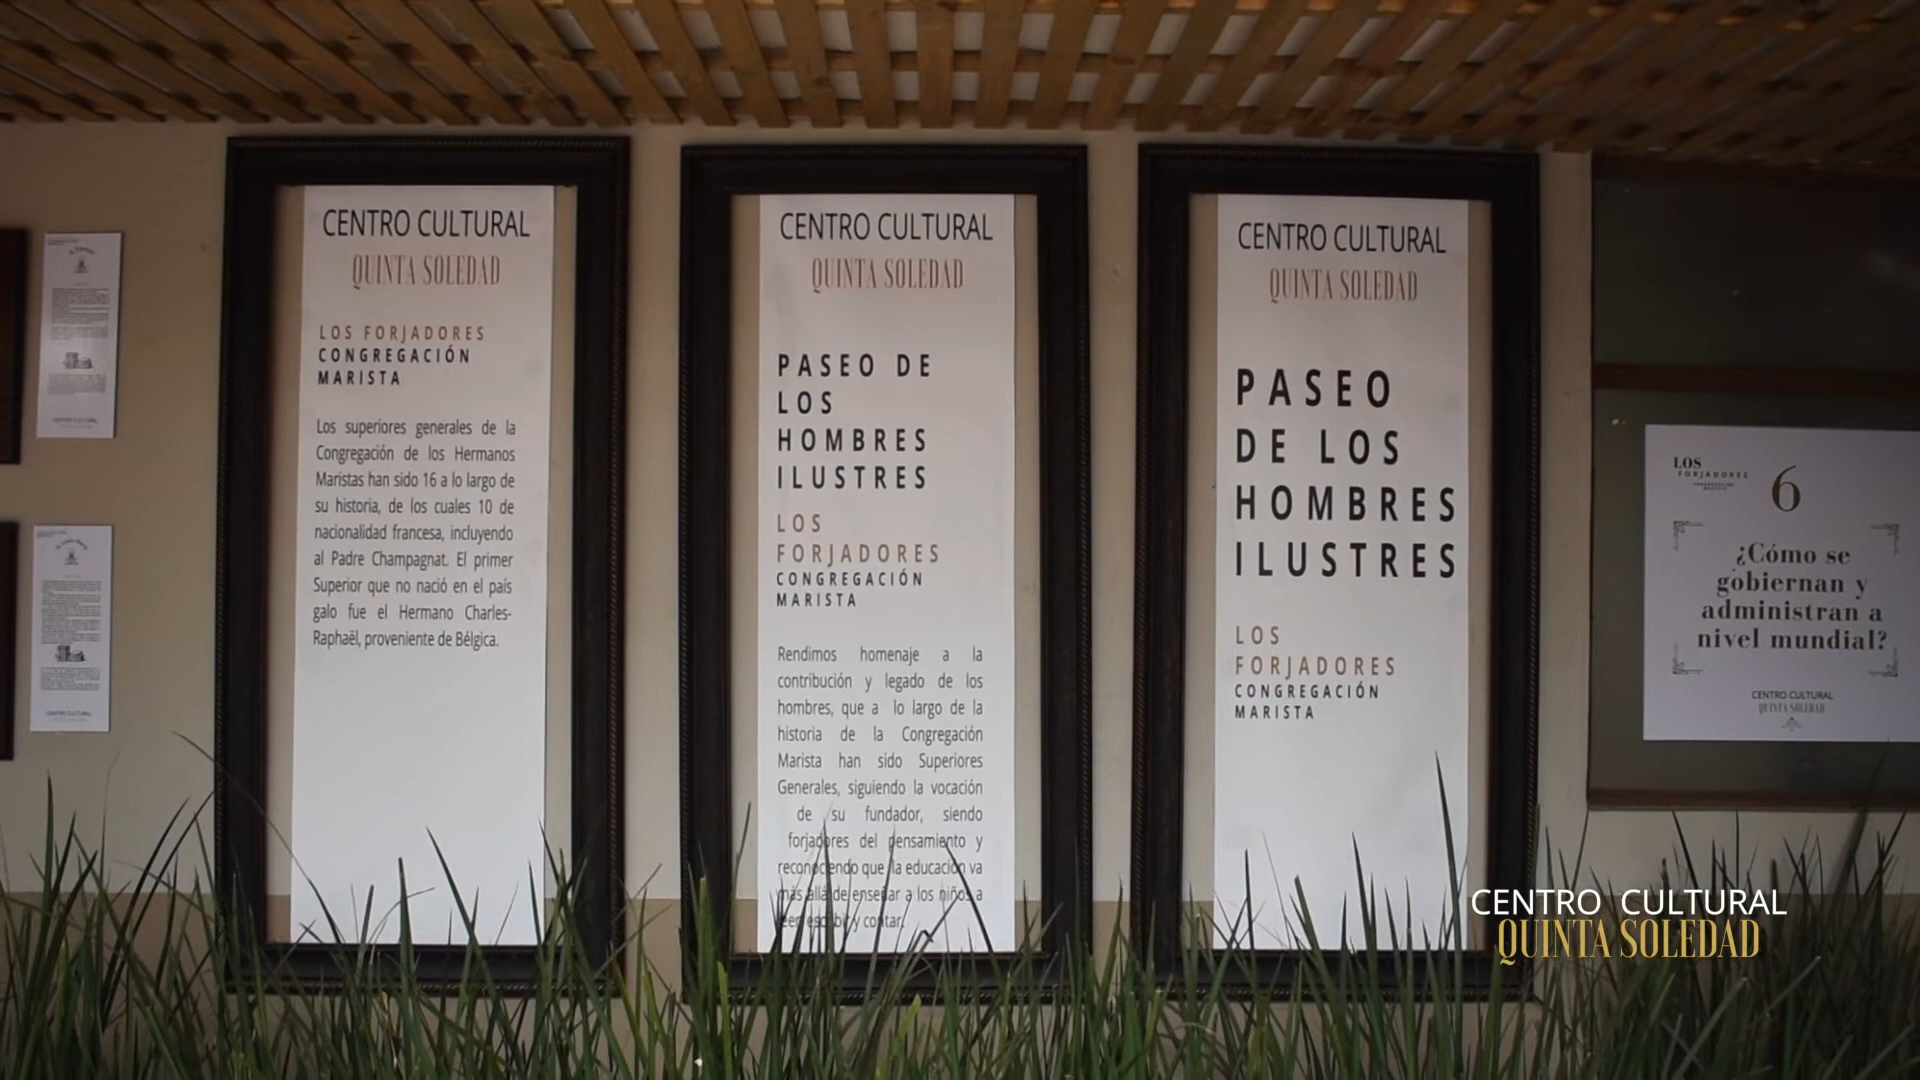 CENTRO CULTURAL
QUINTA SOLEDAD
LOS FORJADORES
CONGREGACIÓN
MARISTA
Los superiores generales de la
Congregación de los Hermanos
Maristas han sido 16 a lo largo de
su historia, de los cuales 10 de
nacionalidad francesa, incluyendo
al Padre Champagnat. El primer
Superior que no nació en el país
galo fue el Hermano Charles-
Raphaël, proveniente de Bélgica.
CENTRO CULTURAL
QUINTA SOLEDAD
PASEO DE
LOS
HOMBRES
ILUSTRES
LOS
FORJADORES
CONGREGACIÓN
MARISTA
Rendimos homenaje a la
contribución y legado de los
hombres, que a lo largo de la
historia de la Congregación
Marista han sido Superiores
Generales, siguiendo la vocación
de su fundador, siendo
forjadores del pensamiento y
reconociendo que la educación va
más allá de enseñar a los niños a
leer, escribir y contar.
CENTRO CULTURAL
QUINTA SOLEDAD
PASEO
DE LOS
HOMBRES
ILUSTRES
LOS
FORJADORES
CONGREGACIÓN
MARISTA
LOS
FORJADORES
CONGREGACIÓN
MARISTA
6
¿Cómo se
gobiernan y
administran a
nivel mundial?
CENTRO CULTURAL
QUINTA SOLEDAD
CENTRO CULTURAL
QUINTA SOLEDAD